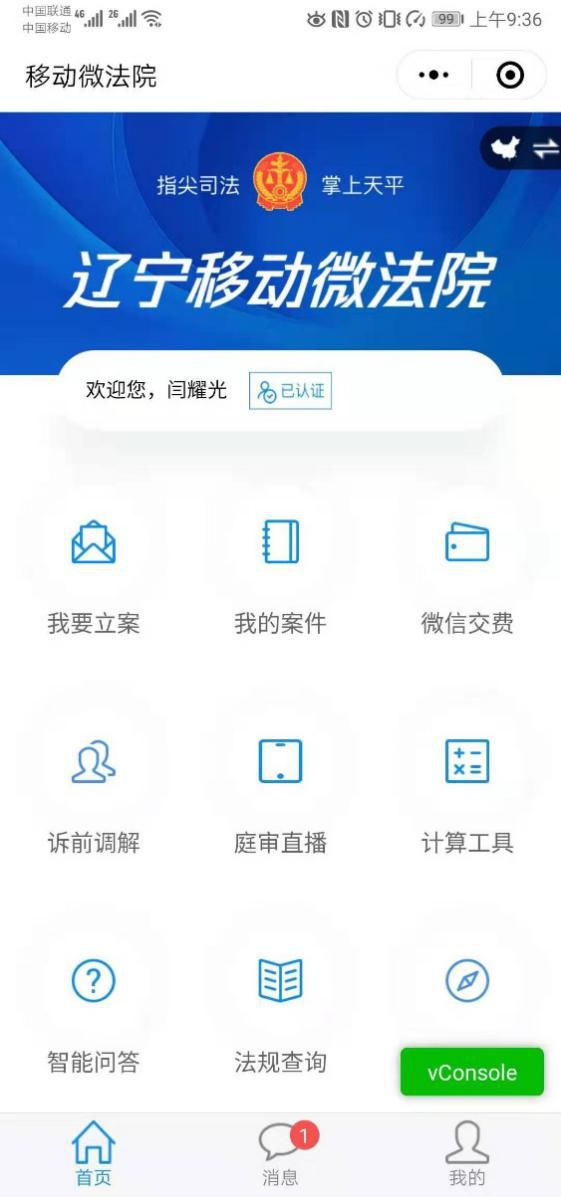 中国联通 46 26
中国移动
99 上午9:36
移动微法院
指尖司法 掌上天平
辽宁移动微法院
欢迎您，闫耀光 已认证
我要立案 我的案件 微信交费
诉前调解 庭审直播 计算工具
智能问答 法规查询
vConsole
1
首页 消息 我的